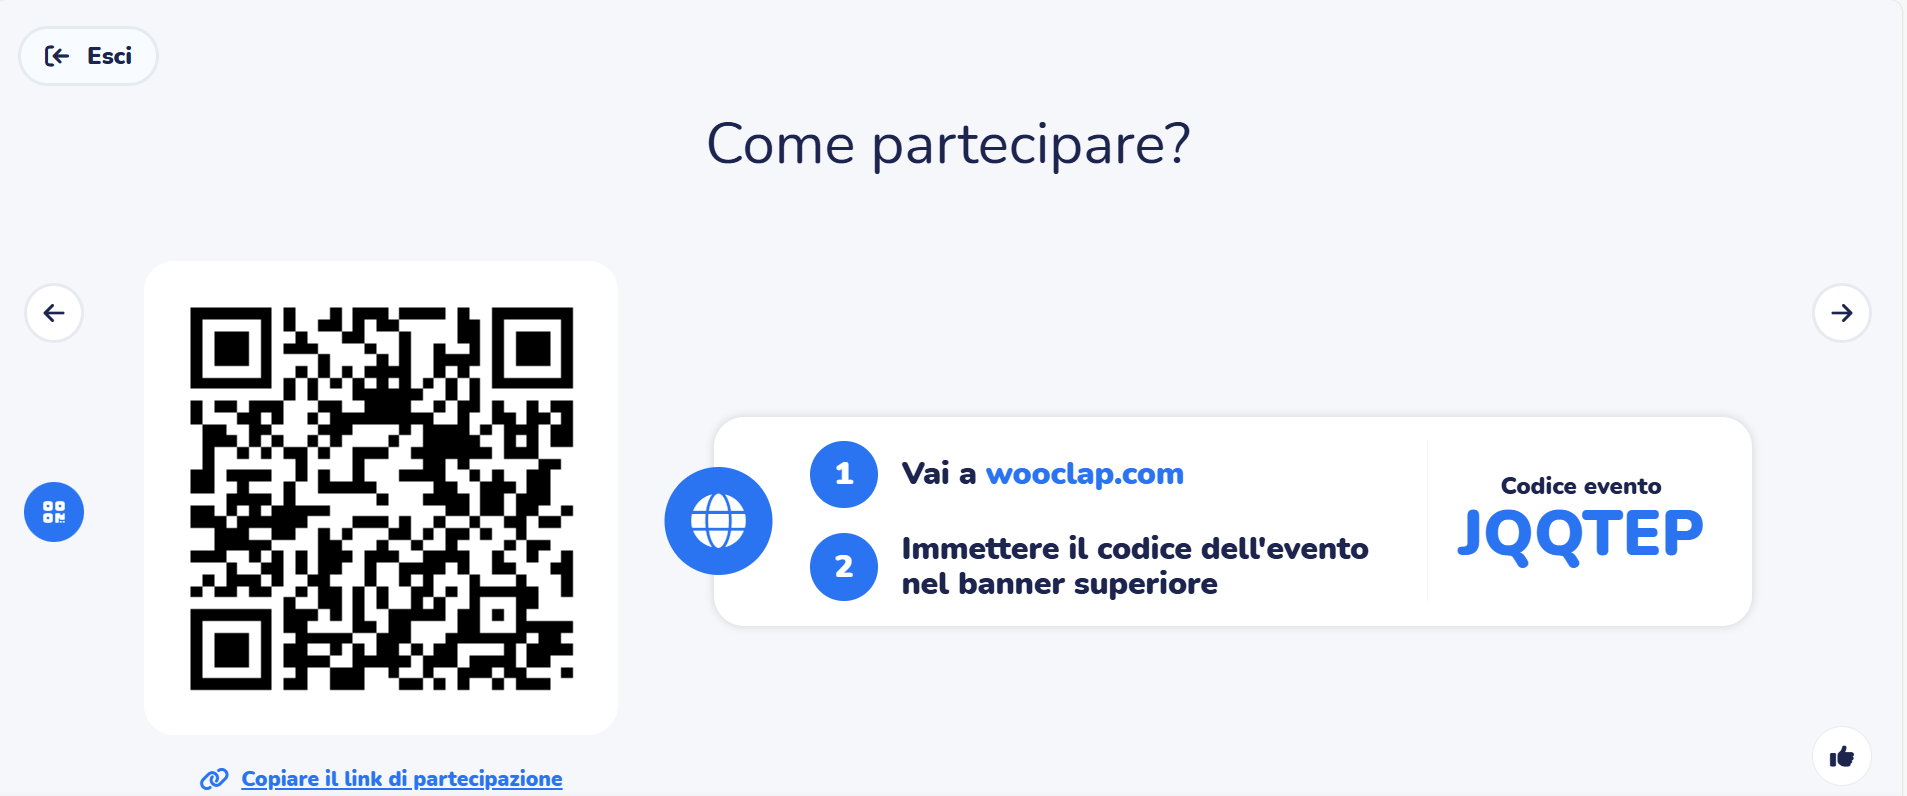 Esci
Come partecipare?
1
Vai a wooclap.com
2
Immettere il codice dell'evento
nel banner superiore
Codice evento
JQQTEP
Copiare il link di partecipazione